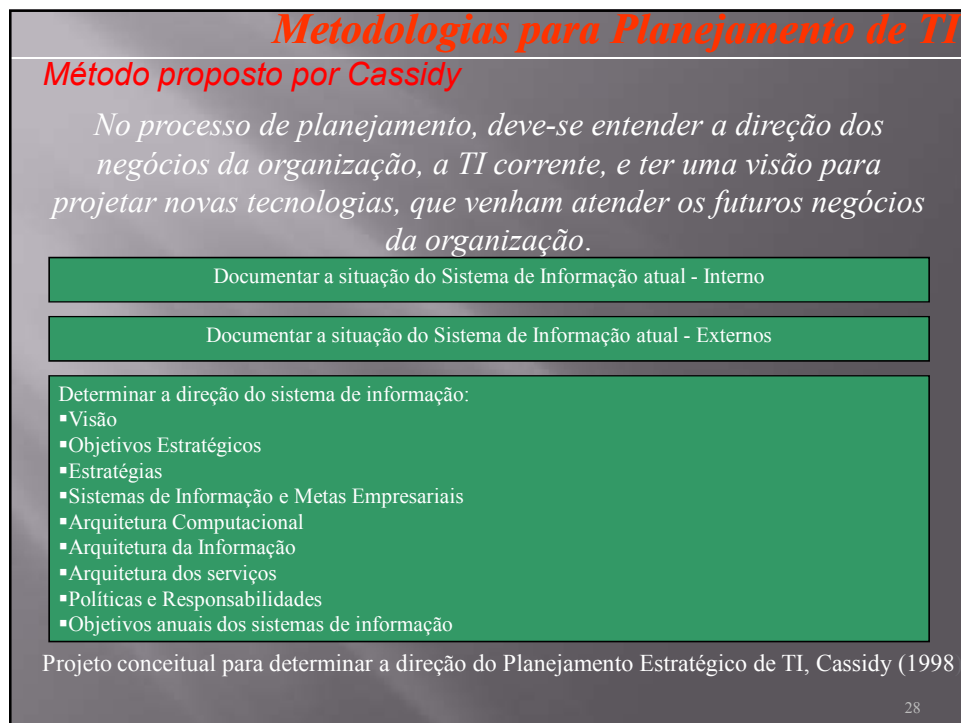 Metodologias para Planejamento de TI
Método proposto por Cassidy
No processo de planejamento, deve-se entender a direção dos
negócios da organização, a TI corrente, e ter uma visão para
projetar novas tecnologias, que venham atender os futuros negócios
da organização.
Documentar a situação do Sistema de Informação atual - Interno
Documentar a situação do Sistema de Informação atual - Externos
Determinar a direção do sistema de informação:
▪Visão
▪Objetivos Estratégicos
▪Estratégias
▪Sistemas de Informação e Metas Empresariais
▪Arquitetura Computacional
▪Arquitetura da Informação
▪Arquitetura dos serviços
▪Políticas e Responsabilidades
▪Objetivos anuais dos sistemas de informação
Projeto conceitual para determinar a direção do Planejamento Estratégico de TI, Cassidy (1998
28